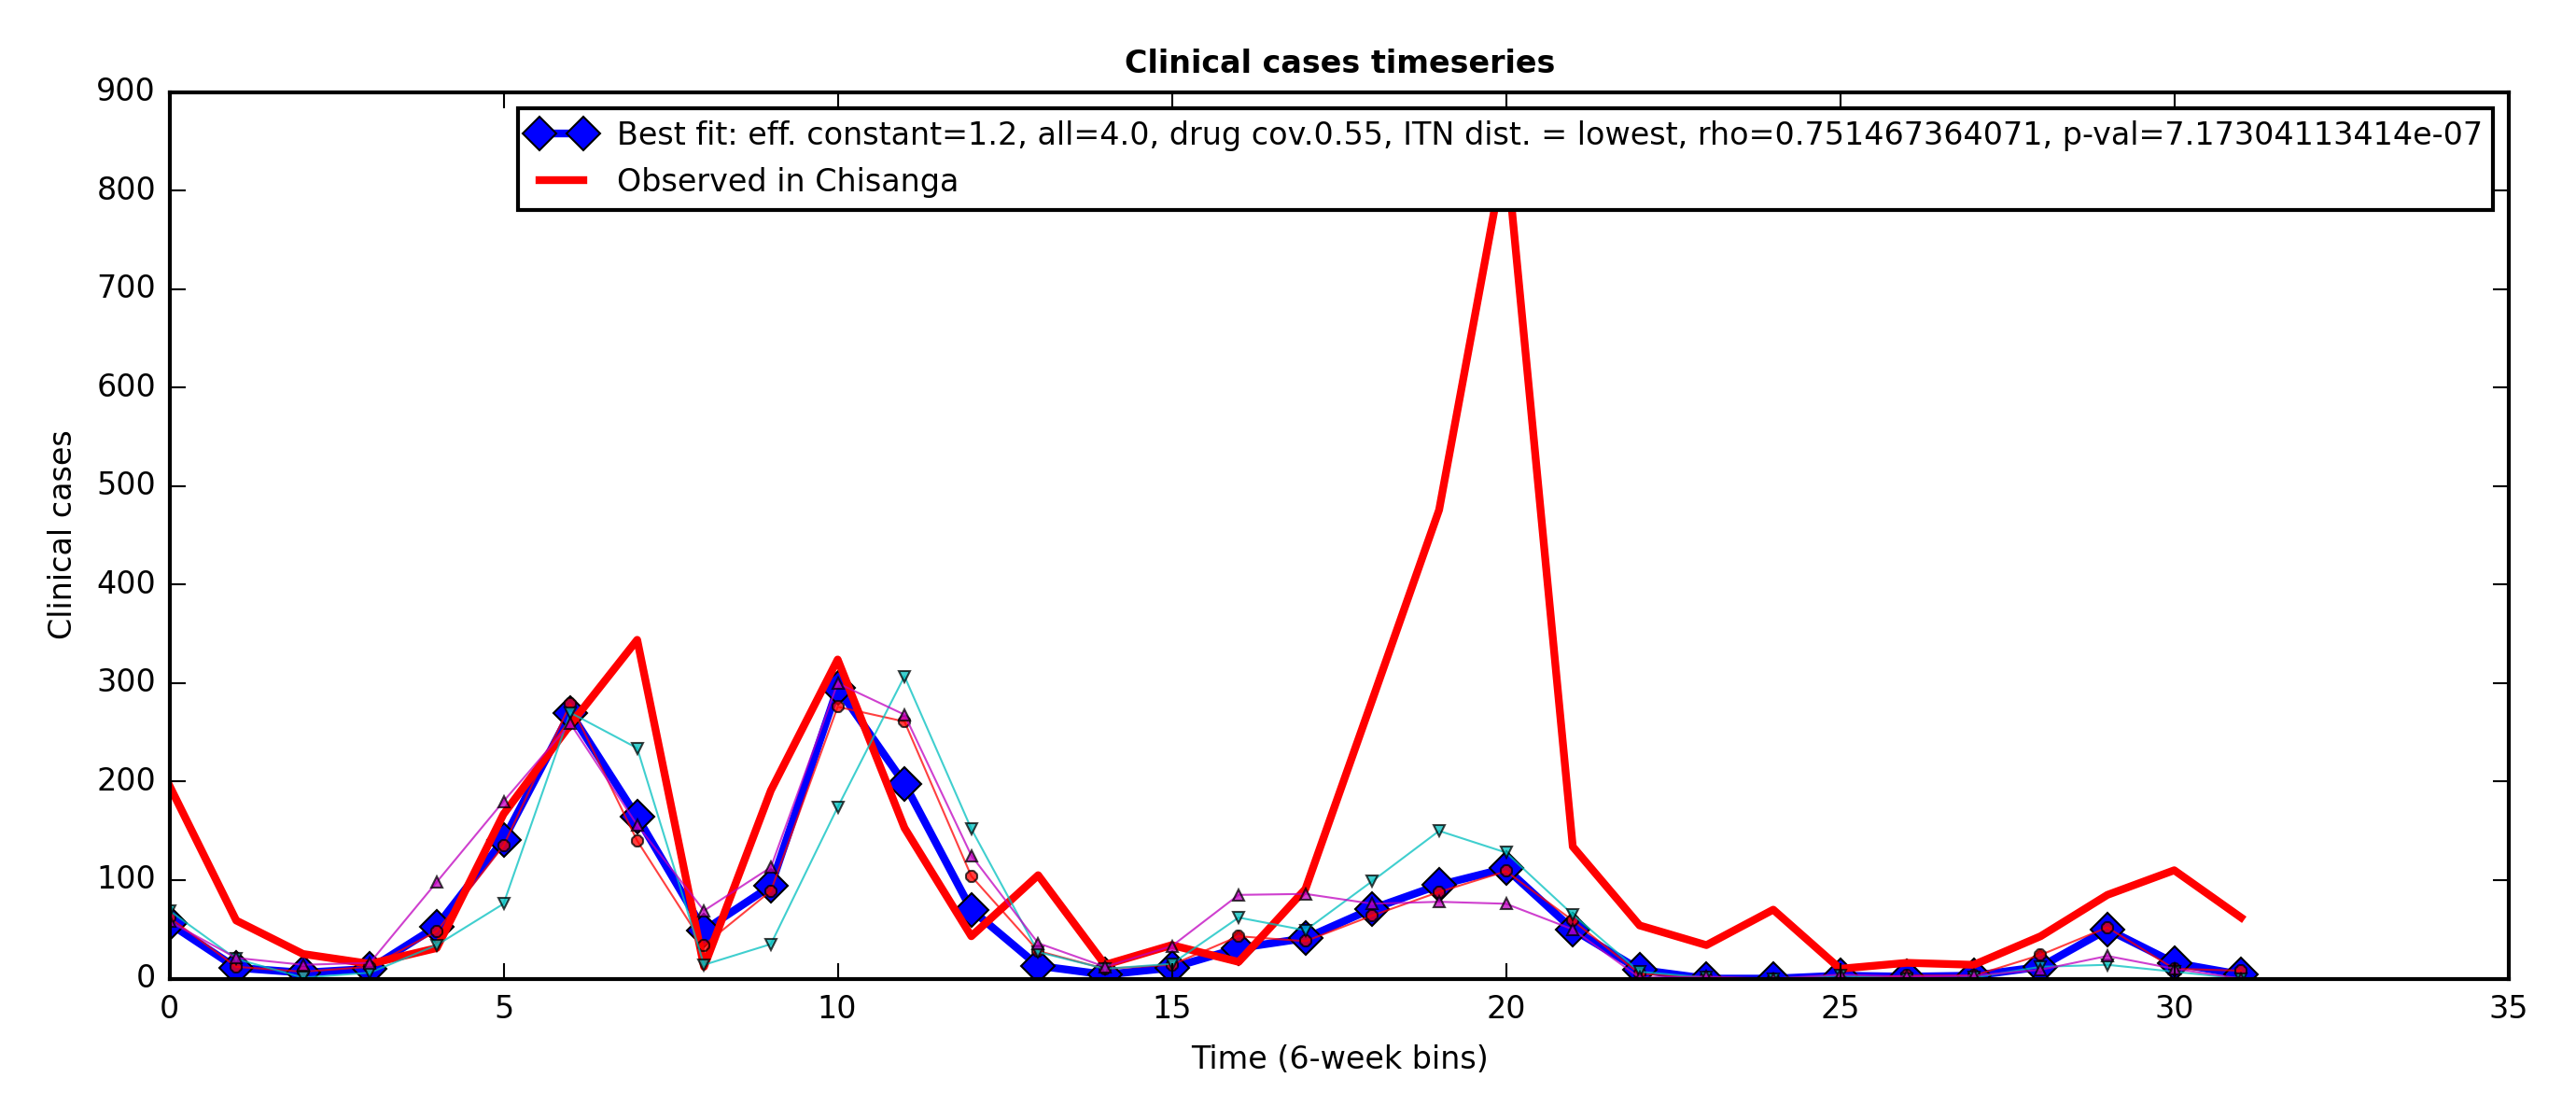 Clinical cases timeseries
900
800
700
600
500
400
300
200
100
0
Clinical cases
Best fit: eff. constant=1.2, all=4.0, drug cov.0.55, ITN dist. = lowest, rho=0.751467364071, p-val=7.17304113414e-07
Observed in Chisanga
0 5 10 15 20 25 30 35
Time (6-week bins)